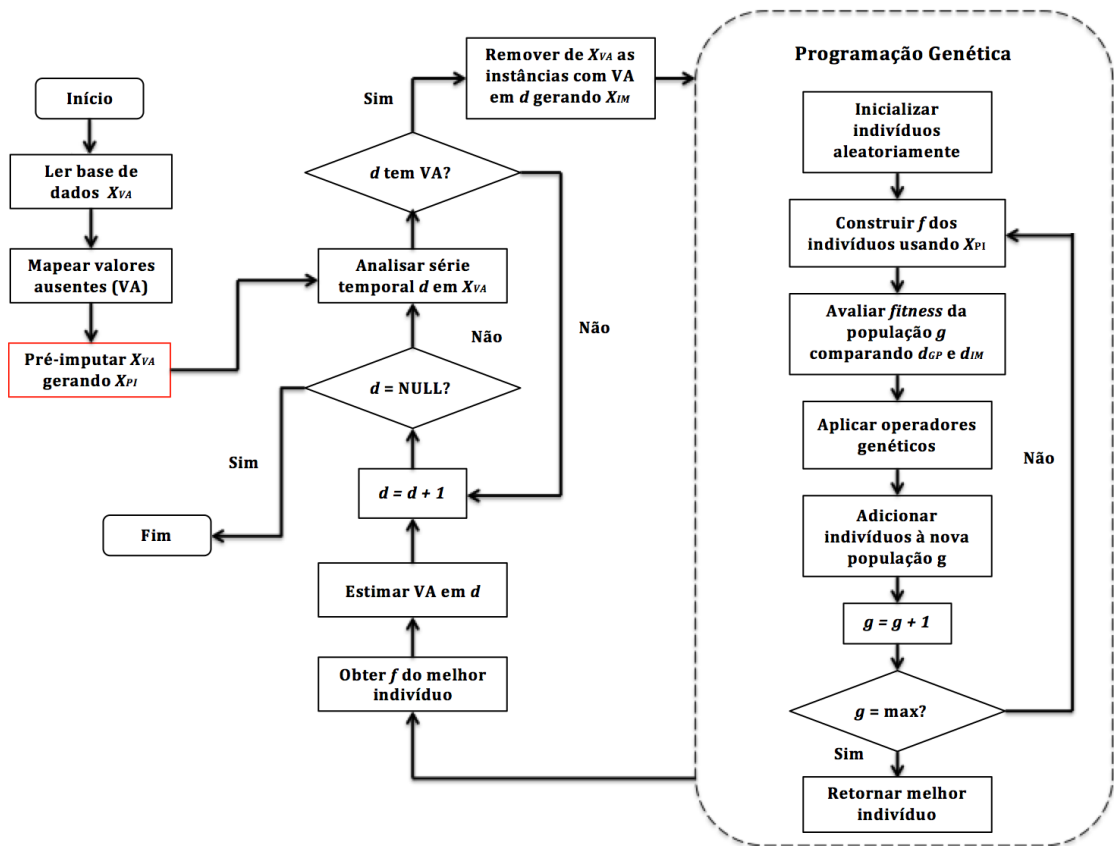 Início
Ler base de
dados XVA
Mapear valores
ausentes (VA)
Pré-imputar XVA
gerando XPI
Remover de XVA as
instâncias com VA
em d gerando XIM
Sim
d tem VA?
Não
Analisar série
temporal d em XVA
Não
d = NULL?
Sim
Fim
d = d + 1
Estimar VA em d
Obter f do melhor
indivíduo
Programação Genética
Inicializar
indivíduos
aleatoriamente
Construir f dos
indivíduos usando XPI
Avaliar fitness da
população g
comparando dGP e dIM
Aplicar operadores
genéticos
Não
Adicionar
indivíduos à nova
população g
g = g + 1
g = max?
Sim
Retornar melhor
indivíduo